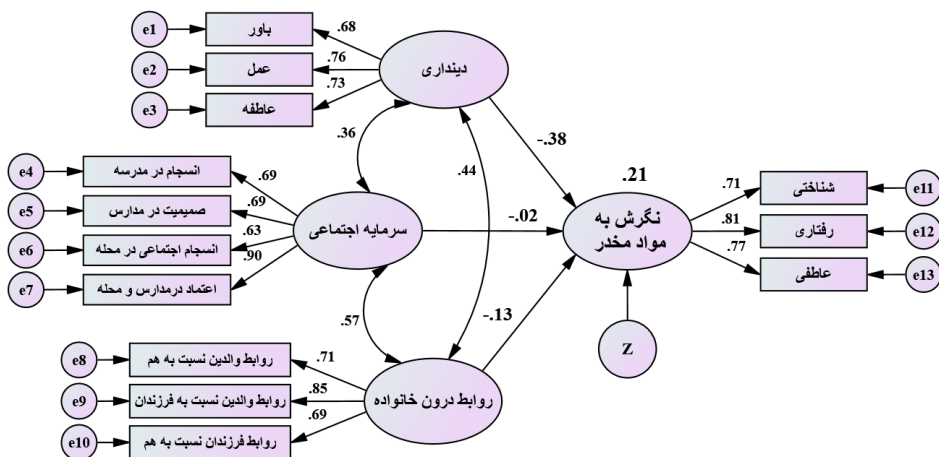 e1
باور
.68
e2
عمل
.76
e3
عاطفه
.73
دینداری
.36
.44
-.38
e4
انسجام در مدرسه
.69
e5
صمیمیت در مدارس
.69
e6
انسجام اجتماعی در محله
.63
e7
اعتماد درمدارس و محله
.90
سرمایه اجتماعی
-.02
.21
نگرش به
مواد مخدر
.71
شناختی
e11
.81
رفتاری
e12
.77
عاطفی
e13
.57
-.13
Z
e8
روابط والدین نسبت به هم
.71
e9
روابط والدین نسبت به فرزندان
.85
e10
روابط فرزندان نسبت به هم
.69
روابط درون خانواده